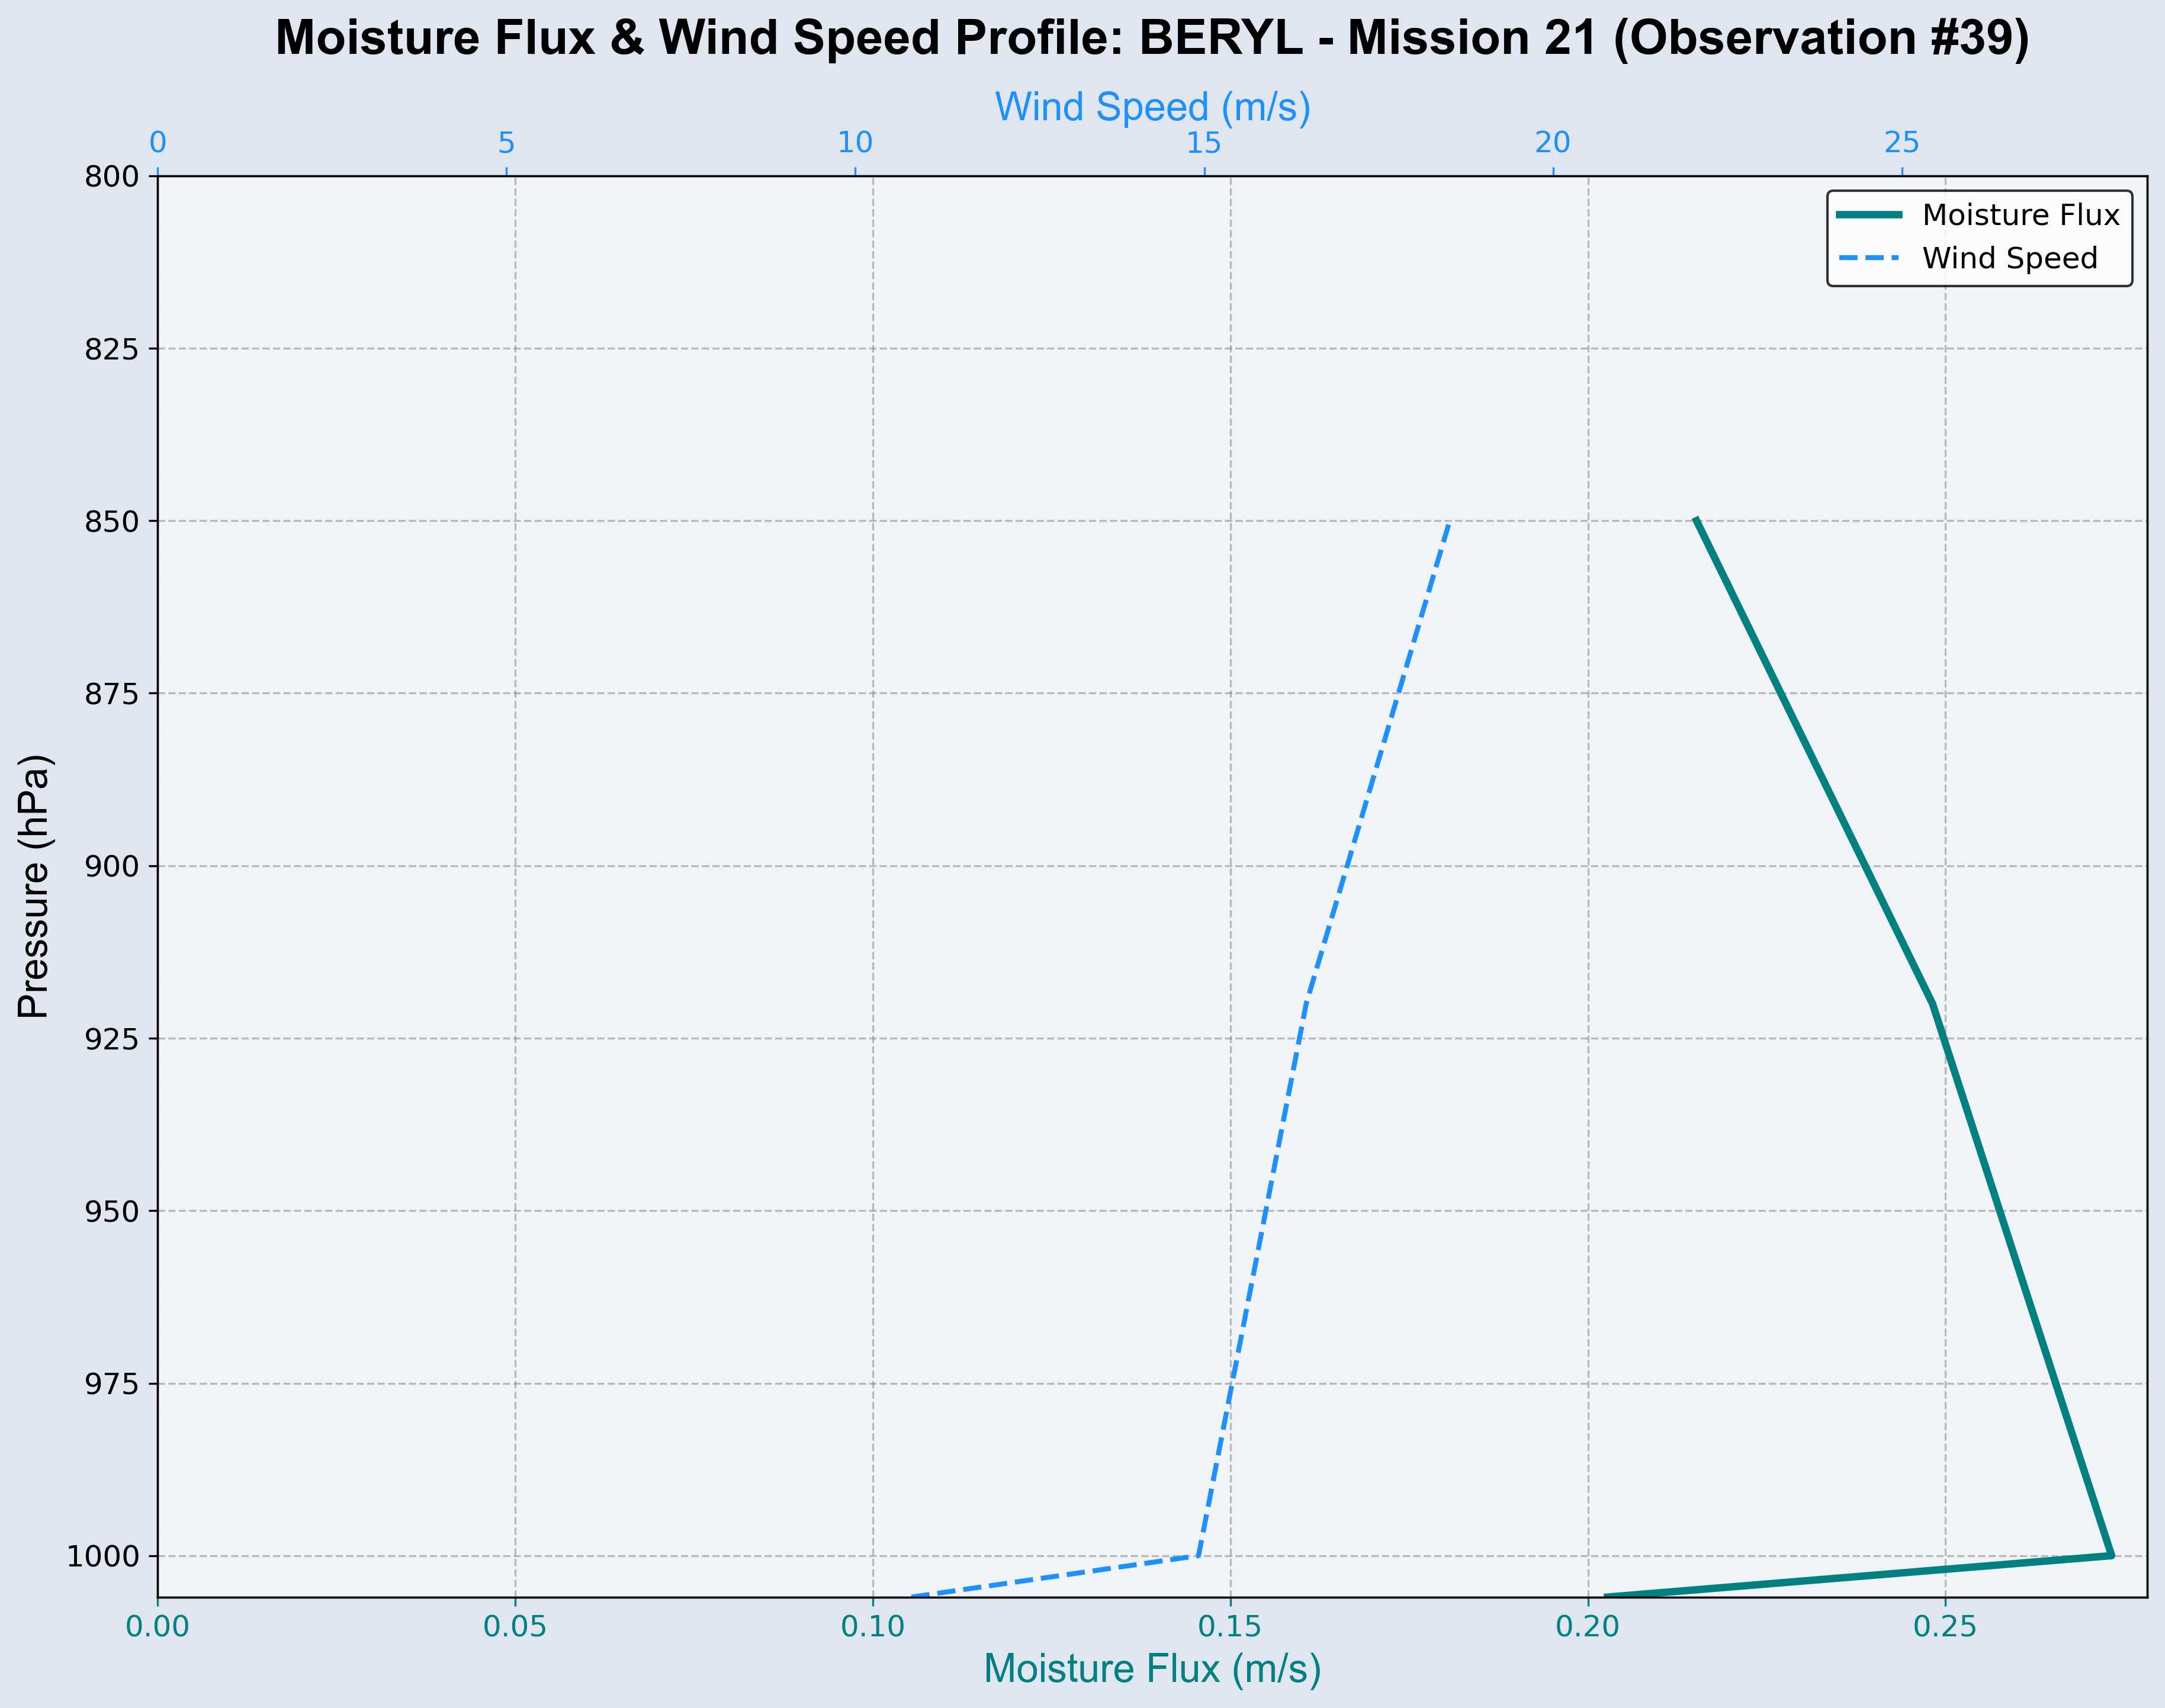 Moisture Flux & Wind Speed Profile: BERYL - Mission 21 (Observation #39)
Wind Speed (m/s)
0 5 10 15 20 25
Moisture Flux
Wind Speed
800
825
850
875
900
925
950
975
1000
Pressure (hPa)
0.00 0.05 0.10 0.15 0.20 0.25
Moisture Flux (m/s)